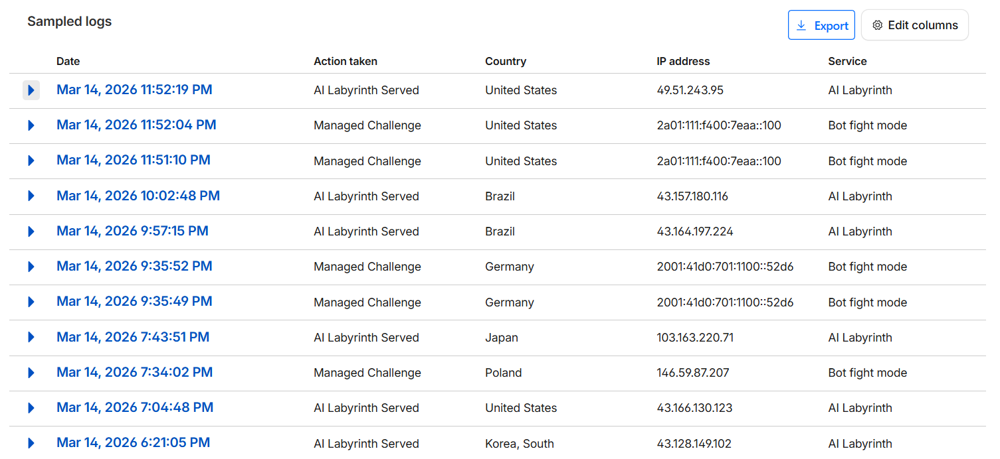 Sampled logs
Export
Edit columns
Date Action taken Country IP address Service
Mar 14, 2026 11:52:19 PM AI Labyrinth Served United States 49.51.243.95 AI Labyrinth
Mar 14, 2026 11:52:04 PM Managed Challenge United States 2a01:111:f400:7eaa::100 Bot fight mode
Mar 14, 2026 11:51:10 PM Managed Challenge United States 2a01:111:f400:7eaa::100 Bot fight mode
Mar 14, 2026 10:02:48 PM AI Labyrinth Served Brazil 43.157.180.116 AI Labyrinth
Mar 14, 2026 9:57:15 PM AI Labyrinth Served Brazil 43.164.197.224 AI Labyrinth
Mar 14, 2026 9:35:52 PM Managed Challenge Germany 2001:41d0:701:1100::52d6 Bot fight mode
Mar 14, 2026 9:35:49 PM Managed Challenge Germany 2001:41d0:701:1100::52d6 Bot fight mode
Mar 14, 2026 7:43:51 PM AI Labyrinth Served Japan 103.163.220.71 AI Labyrinth
Mar 14, 2026 7:34:02 PM Managed Challenge Poland 146.59.87.207 Bot fight mode
Mar 14, 2026 7:04:48 PM AI Labyrinth Served United States 43.166.130.123 AI Labyrinth
Mar 14, 2026 6:21:05 PM AI Labyrinth Served Korea, South 43.128.149.102 AI Labyrinth